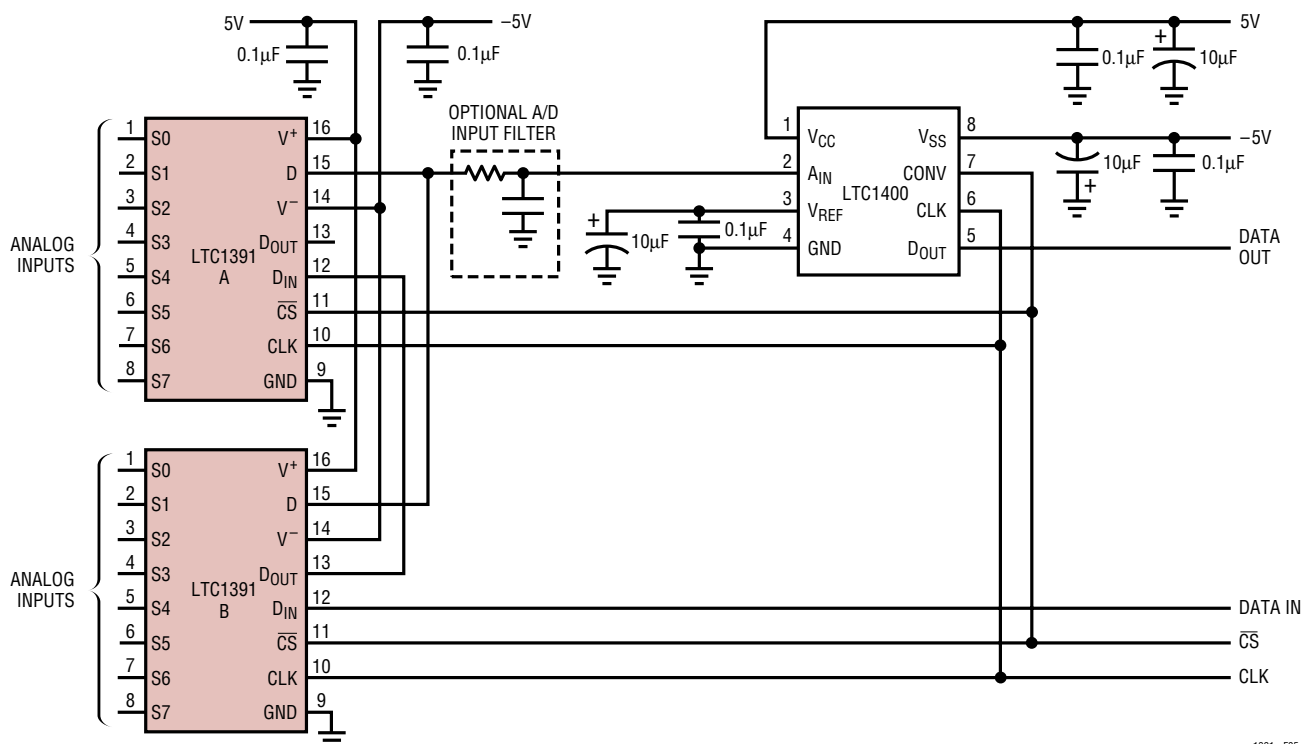 5V
–5V
5V
0.1µF
0.1µF
0.1µF
+
10µF
OPTIONAL A/D
INPUT FILTER
1 S0
2 S1
3 S2
4 S3
5 S4
6 S5
7 S6
8 S7
V+ 16
D 15
V– 14
DOUT 13
DIN 12
CS 11
CLK 10
GND 9
LTC1391
A
ANALOG
INPUTS
1 VCC
2 AIN
3 VREF
4 GND
LTC1400
VSS 8
CONV 7
CLK 6
DOUT 5
–5V
10µF
+
0.1µF
+
10µF
0.1µF
DATA
OUT
1 S0
2 S1
3 S2
4 S3
5 S4
6 S5
7 S6
8 S7
V+ 16
D 15
V– 14
DOUT 13
DIN 12
CS 11
CLK 10
GND 9
LTC1391
B
ANALOG
INPUTS
DATA IN
CS
CLK